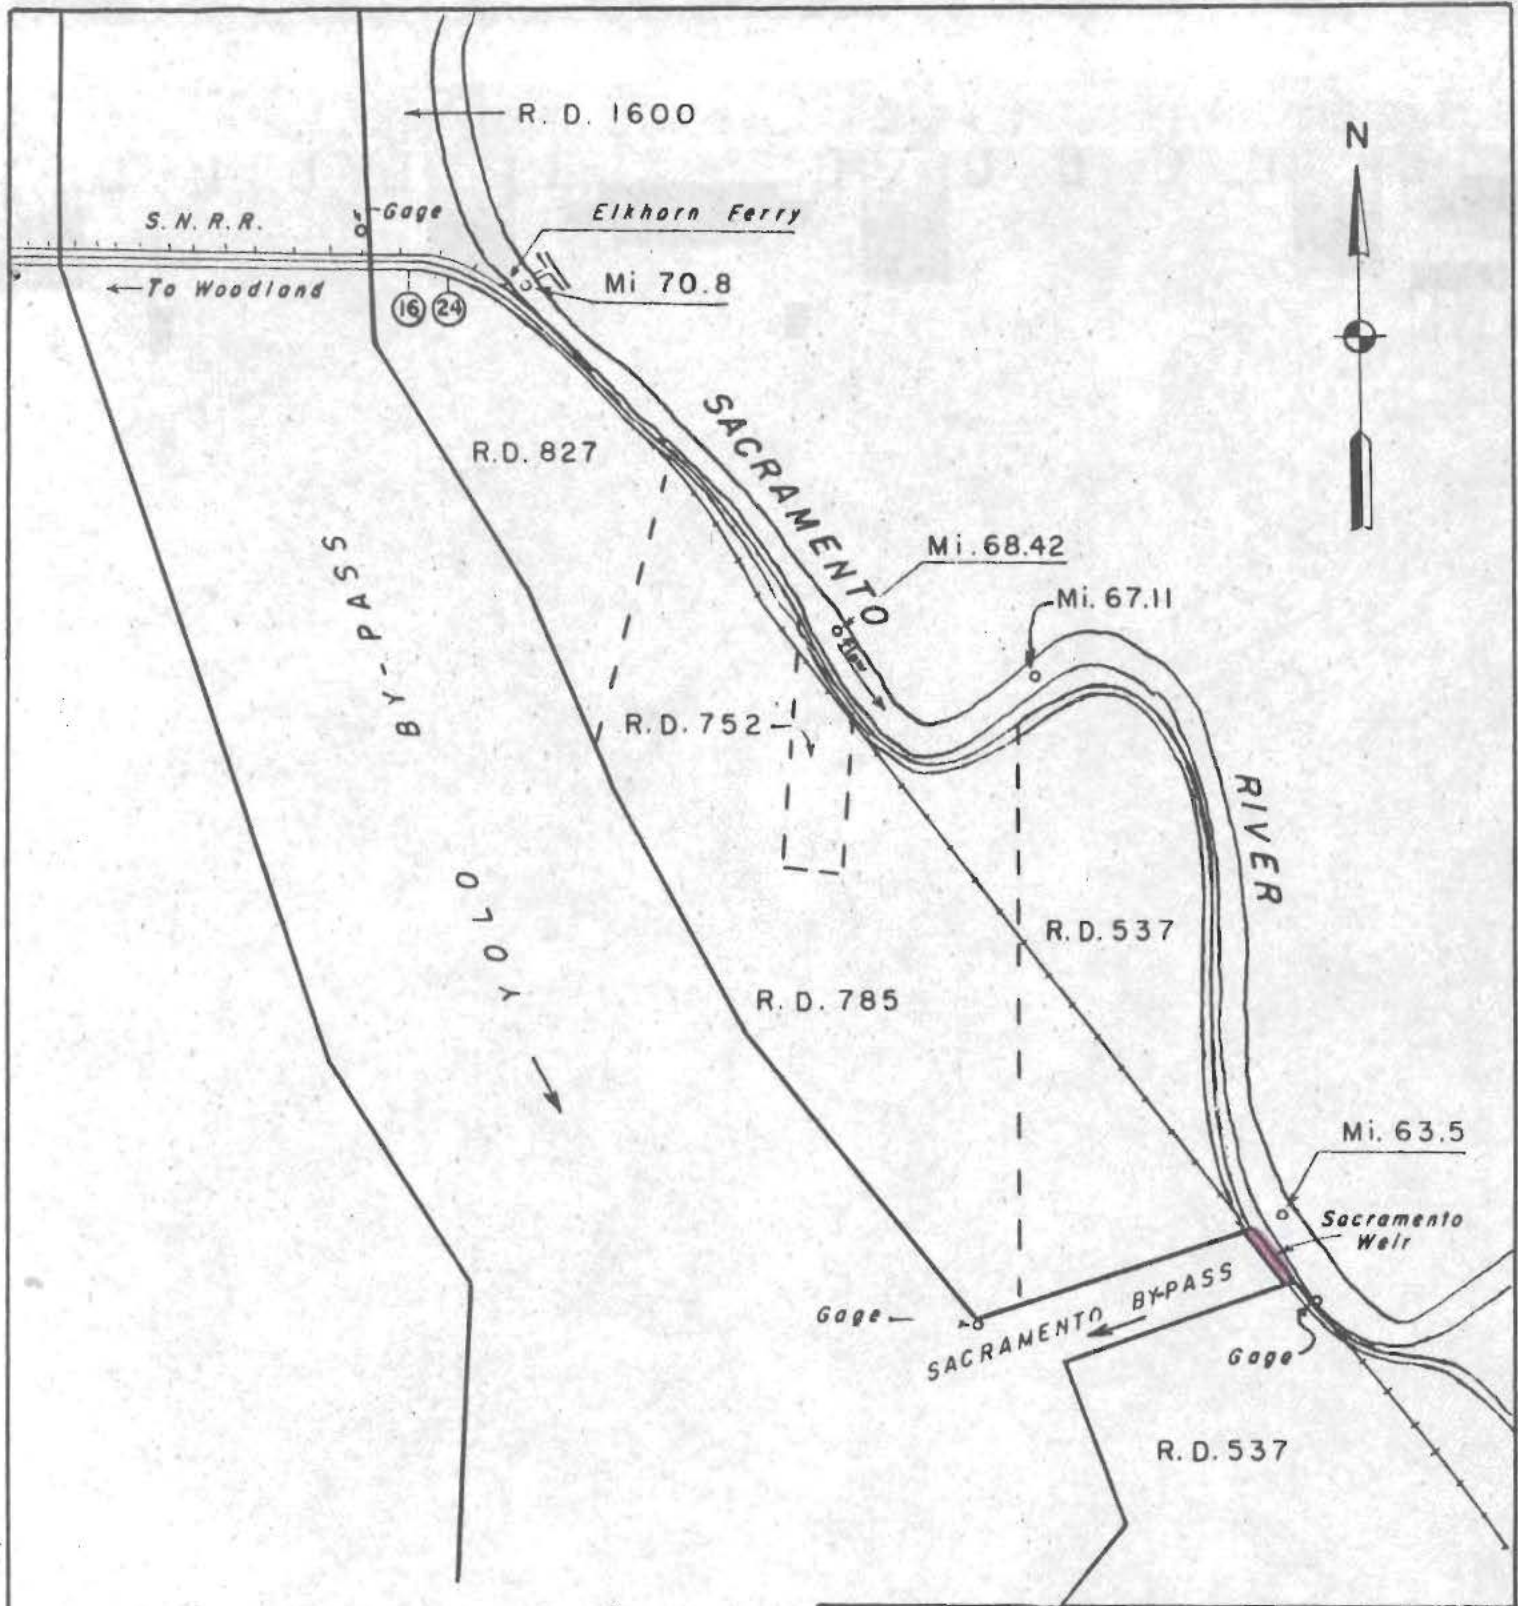 R. D. 1600
N
S. N. R. R.
Gage
Elkhorn Ferry
To Woodland
Mi 70.8
16
24
R.D. 827
SACRAMENTO
Mi. 68.42
Mi. 67.11
Flow
R. D. 752
YOLO BY-PASS
RIVER
R. D. 537
R. D. 785
Mi. 63.5
Sacramento
Weir
Gage
SACRAMENTO BY-PASS
Gage
R. D. 537